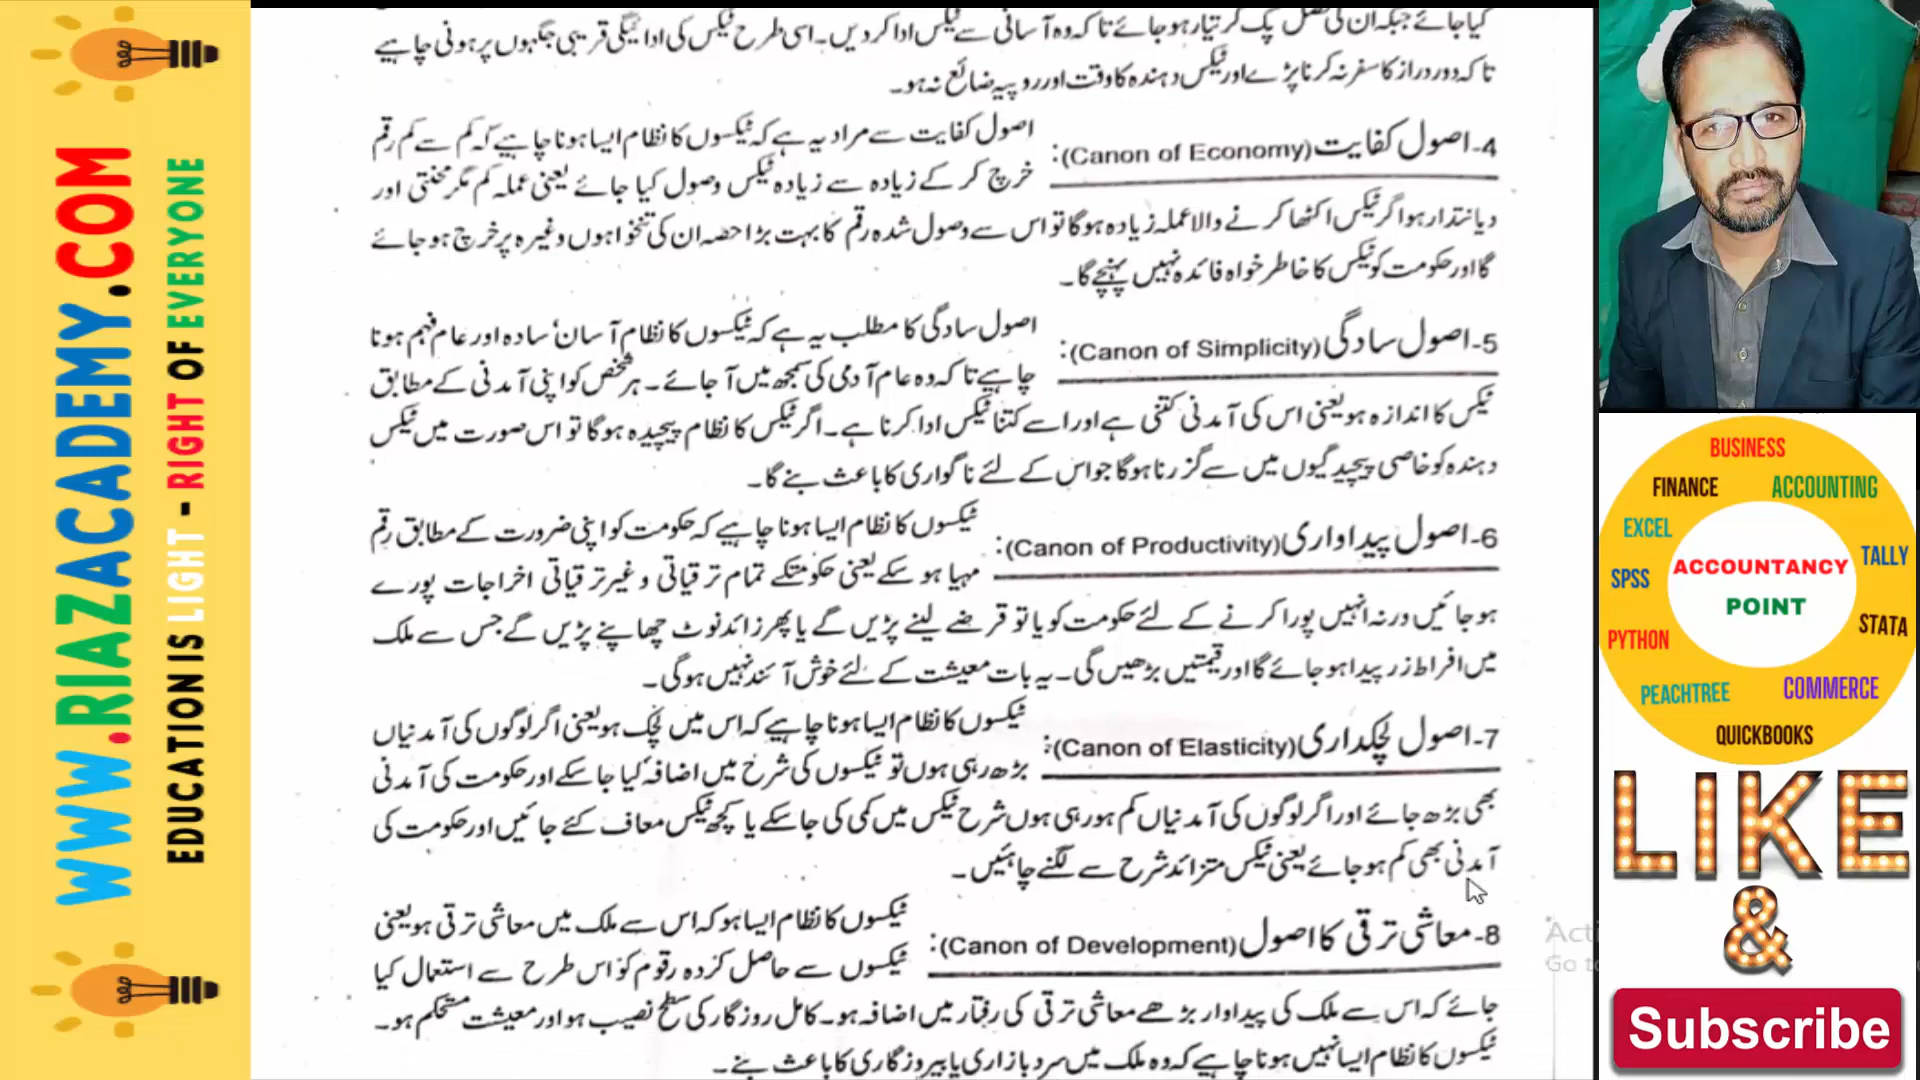 کیا جائے جبکہ ان کی فصل پک کر تیار ہو جائے تاکہ وہ آسانی سے ٹیکس ادا کر دیں۔ اسی طرح ٹیکس کی ادائیگی قریبی جگہوں پر ہونی چاہیے
تاکہ دور دراز کا سفر نہ کرنا پڑے اور ٹیکس دہندہ کا وقت اور روپیہ ضائع نہ ہو۔
4- اصول کفایت (Canon of Economy): اصول کفایت سے مراد یہ ہے کہ ٹیکسوں کا نظام ایسا ہونا چاہیے کہ کم سے کم رقم
خرچ کر کے زیادہ سے زیادہ ٹیکس وصول کیا جائے یعنی عملہ کم مگر محنتی اور
دیانتدار ہو اگر ٹیکس اکٹھا کرنے والا عملہ زیادہ ہوگا تو اس سے وصول شدہ رقم کا بہت بڑا حصہ ان کی تنخواہوں وغیرہ پر خرچ ہو جائے
گا اور حکومت کو ٹیکس کا خاطر خواہ فائدہ نہیں پہنچے گا۔
5- اصول سادگی (Canon of Simplicity): اصول سادگی کا مطلب یہ ہے کہ ٹیکسوں کا نظام آسان، سادہ اور عام فہم ہونا
چاہیے تاکہ وہ عام آدمی کی سمجھ میں آ جائے۔ ہر شخص کو اپنی آمدنی کے مطابق
ٹیکس کا اندازہ ہو یعنی اس کی آمدنی کتنی ہے اور اسے کتنا ٹیکس ادا کرنا ہے۔ اگر ٹیکس کا نظام پیچیدہ ہوگا تو اس صورت میں ٹیکس
دہندہ کو خاصی پیچیدگیوں میں سے گزرنا ہوگا جو اس کے لئے ناگواری کا باعث بنے گا۔
6- اصول پیداواری (Canon of Productivity): ٹیکسوں کا نظام ایسا ہونا چاہیے کہ حکومت کو اپنی ضرورت کے مطابق رقم
مہیا ہو سکے یعنی حکومتکے تمام ترقیاتی و غیر ترقیاتی اخراجات پورے
ہو جائیں ورنہ انہیں پورا کرنے کے لئے حکومت کو یا تو قرضے لینے پڑیں گے یا پھر زائد نوٹ چھاپنے پڑیں گے جس سے ملک
میں افراط زر پیدا ہو جائے گا اور قیمتیں بڑھیں گی۔ یہ بات معیشت کے لئے خوش آئند نہیں ہوگی۔
7- اصول لچکداری (Canon of Elasticity): ٹیکسوں کا نظام ایسا ہونا چاہیے کہ اس میں لچک ہو یعنی اگر لوگوں کی آمدنیاں
بڑھ رہی ہوں تو ٹیکسوں کی شرح میں اضافہ کیا جا سکے اور حکومت کی آمدنی
بھی بڑھ جائے اور اگر لوگوں کی آمدنیاں کم ہو رہی ہوں شرح ٹیکس میں کمی کی جا سکے یا کچھ ٹیکس معاف کئے جائیں اور حکومت کی
آمدنی بھی کم ہو جائے یعنی ٹیکس متزائد شرح سے لگنے چاہئیں۔
8- معاشی ترقی کا اصول (Canon of Development): ٹیکسوں کا نظام ایسا ہو کہ اس سے ملک میں معاشی ترقی ہو یعنی
ٹیکسوں سے حاصل کردہ رقوم کو اس طرح سے استعمال کیا
جائے کہ اس سے ملک کی پیداوار بڑھے معاشی ترقی کی رفتار میں اضافہ ہو۔ کامل روزگار کی سطح نصیب ہو اور معیشت مستحکم ہو۔
ٹیکسوں کا نظام ایسا نہیں ہونا چاہیے کہ وہ ملک میں سرد بازاری یا بیروزگاری کا باعث بنے۔
WWW.RIAZACADEMY.COM
EDUCATION IS LIGHT - RIGHT OF EVERYONE
BUSINESS
FINANCE ACCOUNTING
EXCEL
TALLY
SPSS
ACCOUNTANCY
POINT
PYTHON
STATA
PEACHTREE
COMMERCE
QUICKBOOKS
LIKE
&
Subscribe